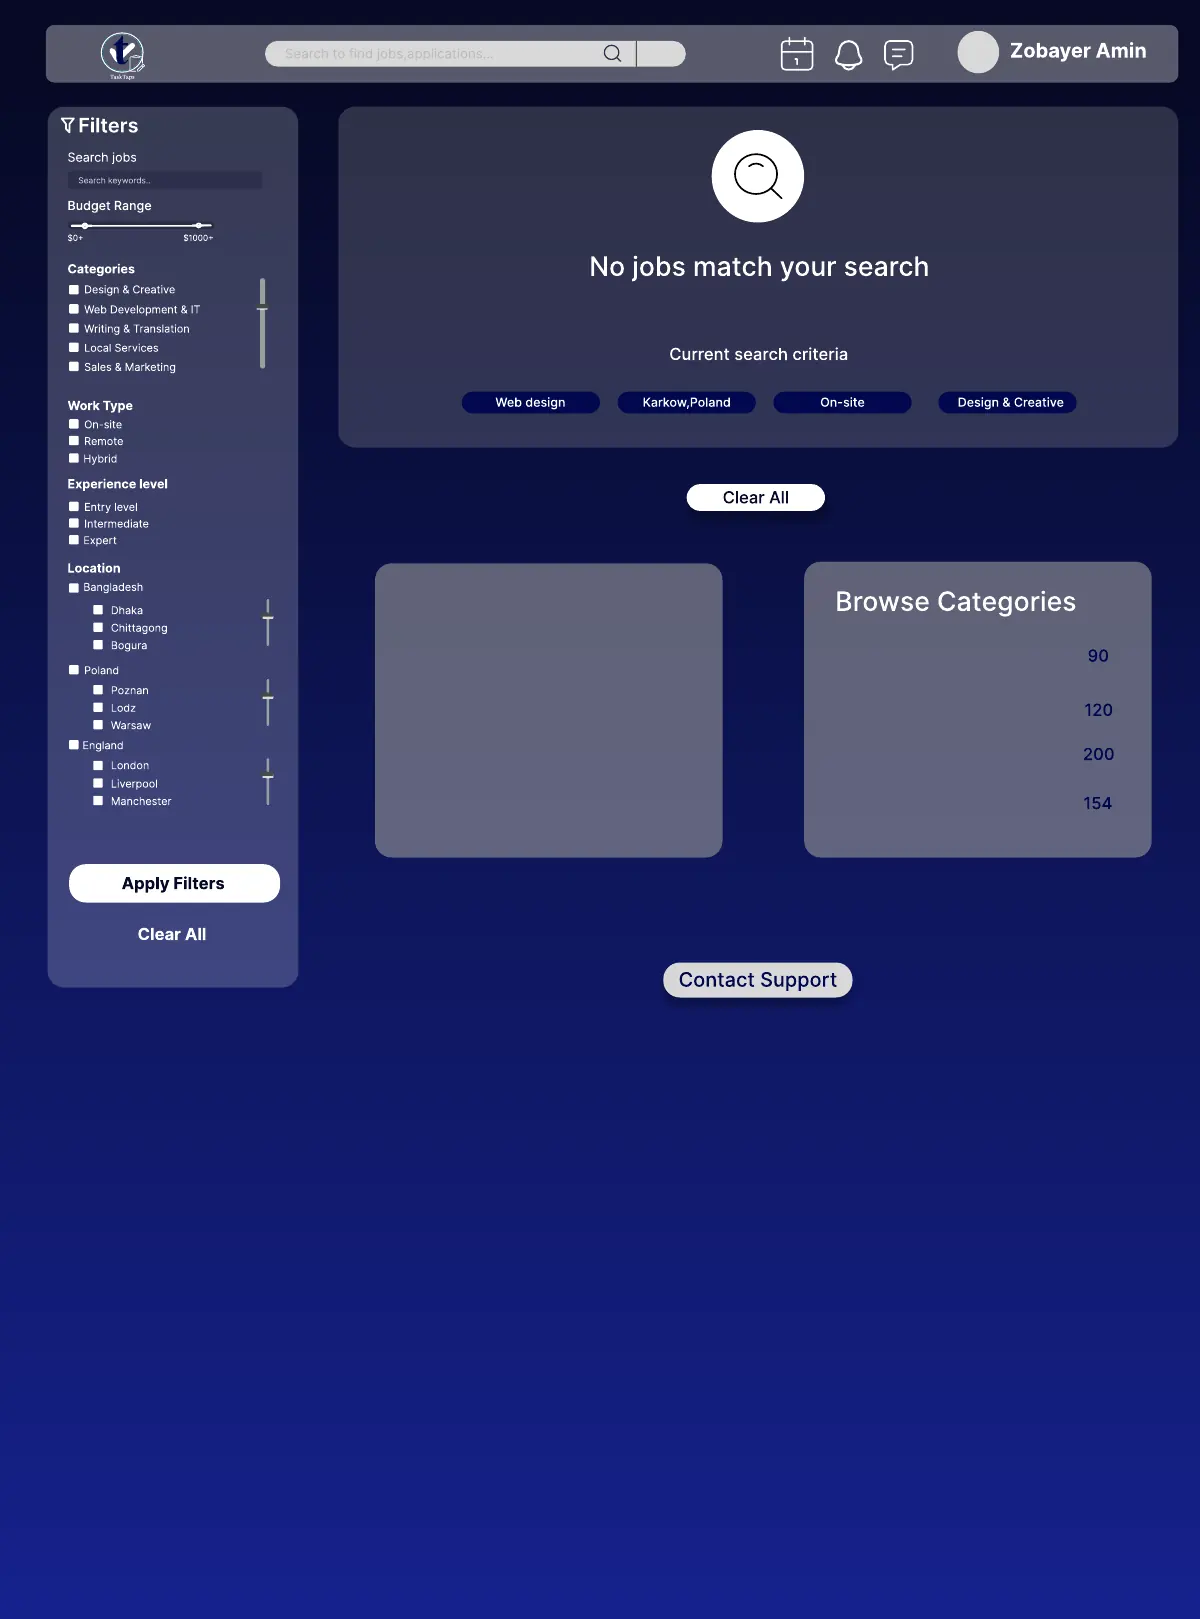 TaskTaps
Search to find jobs,applications...
1
Zobayer Amin
Filters
Search jobs
Search keywords..
Budget Range
$0+ $1000+
Categories
Design & Creative
Web Development & IT
Writing & Translation
Local Services
Sales & Marketing
Work Type
On-site
Remote
Hybrid
Experience level
Entry level
Intermediate
Expert
Location
Bangladesh
Dhaka
Chittagong
Bogura
Poland
Poznan
Lodz
Warsaw
England
London
Liverpool
Manchester
Apply Filters
Clear All
No jobs match your search
Current search criteria
Web design Karkow,Poland On-site Design & Creative
Clear All
Browse Categories
90
120
200
154
Contact Support